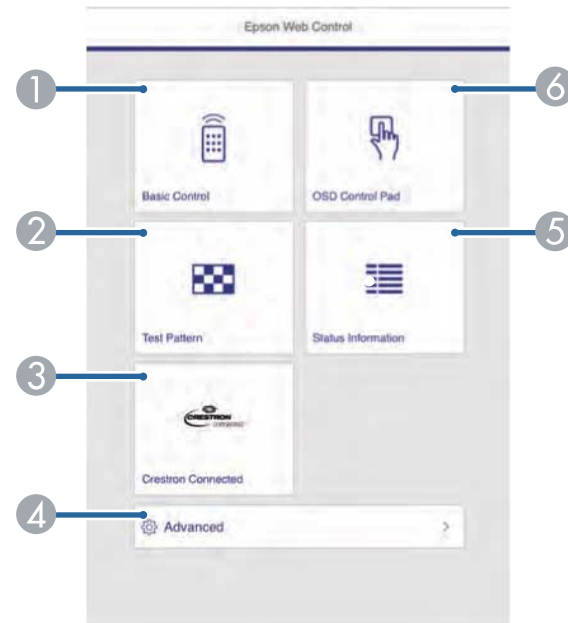 Epson Web Control
1
6
Basic Control
OSD Control Pad
2
5
Test Pattern
Status Information
3
CRESTRON
Crestron Connected
4
Advanced